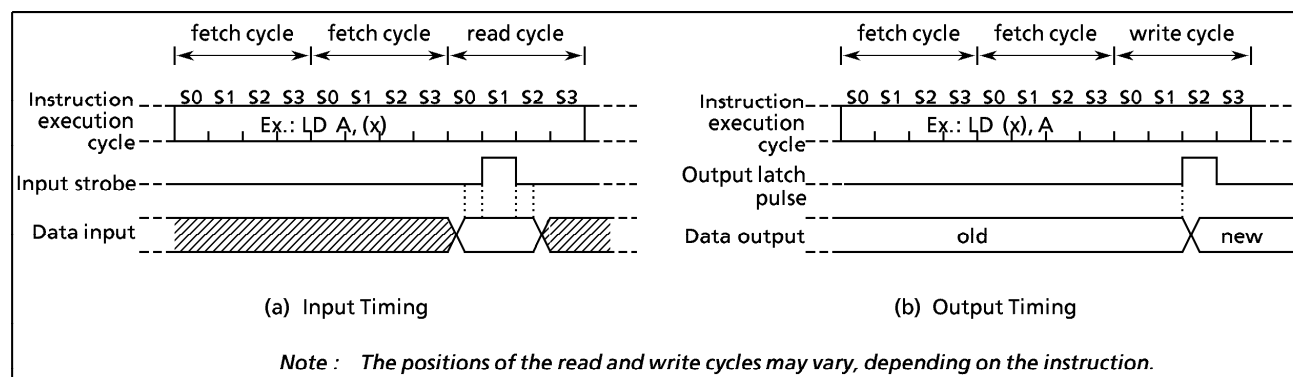 fetch cycle fetch cycle read cycle
S0 S1 S2 S3 S0 S1 S2 S3 S0 S1 S2 S3
Instruction
execution
cycle
Ex.: LD A, (x)
Input strobe
Data input
(a) Input Timing
fetch cycle fetch cycle write cycle
S0 S1 S2 S3 S0 S1 S2 S3 S0 S1 S2 S3
Instruction
execution
cycle
Ex.: LD (x), A
Output latch
pulse
Data output
old
new
(b) Output Timing
Note : The positions of the read and write cycles may vary, depending on the instruction.